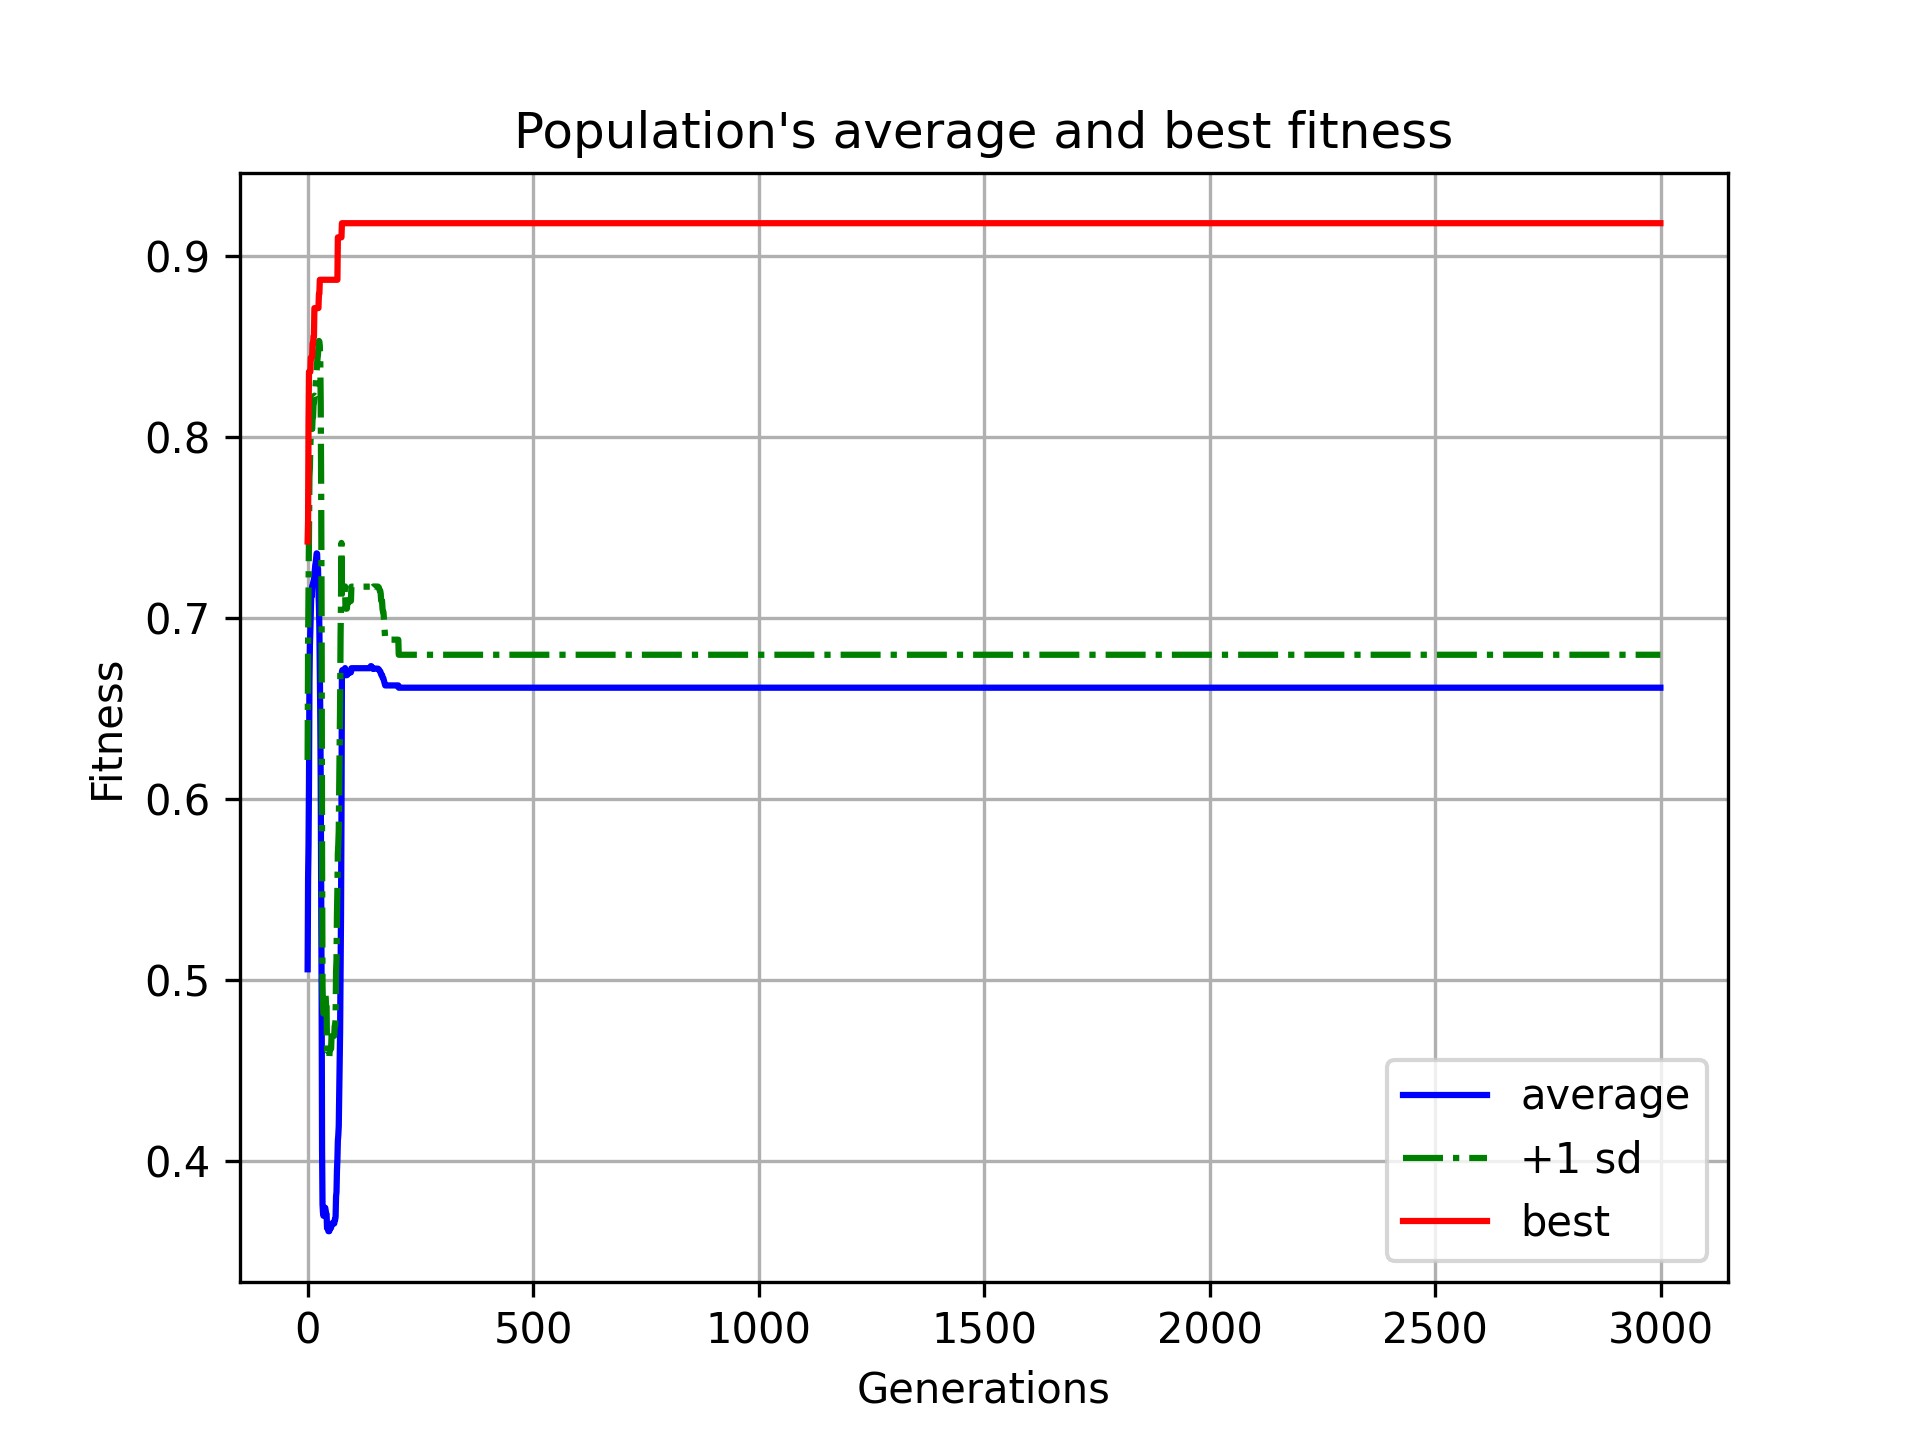 Population's average and best fitness
Fitness
0.9
0.8
0.7
0.6
0.5
0.4
0 500 1000 1500 2000 2500 3000
Generations
average
+1 sd
best